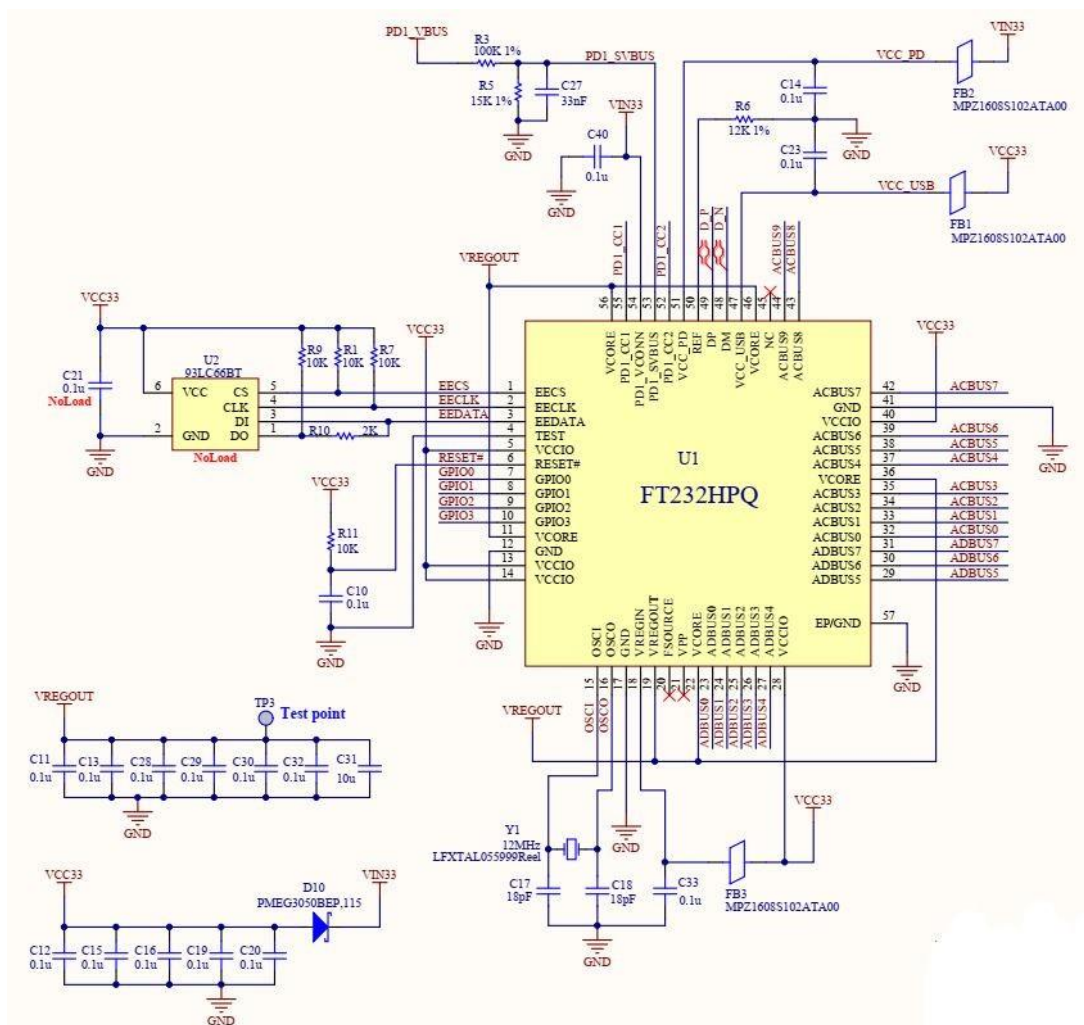 PD1_VBUS
R3
100K 1%
PD1_SVBUS
R5
15K 1%
C27
33nF
GND
VIN33
C40
0.1u
GND
VCC_PD
VIN33
C14
0.1u
FB2
MPZ1608S102ATA00
R6
12K 1%
GND
C23
0.1u
VCC33
VCC_USB
FB1
MPZ1608S102ATA00
PD1_CC1
PD1_CC2
D_P
D_N
ACBUS9
ACBUS8
VREGOUT
56
55
54
53
52
51
50
49
48
47
46
45
44
43
VCORE
PD1_CC1
PD1_VCONN
PD1_SVBUS
PD1_CC2
VCC_PD
REF
DP
DM
VCC_USB
VCORE
NC
ACBUS9
ACBUS8
VCC33
C21
0.1u
NoLoad
U2
93LC66BT
6 VCC CS 5
CLK 4
DI 3
2 GND DO 1
NoLoad
GND
R9
10K
R1
10K
R7
10K
R10 2K
VCC33
EECS 1 EECS
EECLK 2 EECLK
EEDATA 3 EEDATA
4 TEST
5 VCCIO
RESET# 6 RESET#
GPIO0 7 GPIO0
GPIO1 8 GPIO1
GPIO2 9 GPIO2
GPIO3 10 GPIO3
11 VCORE
12 GND
13 VCCIO
14 VCCIO
U1
FT232HPQ
VCC33
ACBUS7 42 ACBUS7
GND 41
VCCIO 40
ACBUS6 39 ACBUS6
ACBUS5 38 ACBUS5
ACBUS4 37 ACBUS4
VCORE 36
ACBUS3 35 ACBUS3
ACBUS2 34 ACBUS2
ACBUS1 33 ACBUS1
ACBUS0 32 ACBUS0
ADBUS7 31 ADBUS7
ADBUS6 30 ADBUS6
ADBUS5 29 ADBUS5
EP/GND 57
GND
GND
VCC33
R11
10K
C10
0.1u
GND
GND
OSCI
OSCO
GND
VREGIN
VREGOUT
FSOURCE
VPP
VCORE
ADBUS0
ADBUS1
ADBUS2
ADBUS3
ADBUS4
VCCIO
15
16
17
18
19
20
21
22
23
24
25
26
27
28
OSCI
OSCO
ADBUS0
ADBUS1
ADBUS2
ADBUS3
ADBUS4
VREGOUT
VREGOUT
TP3
Test point
C11
0.1u
C13
0.1u
C28
0.1u
C29
0.1u
C30
0.1u
C32
0.1u
C31
10u
GND
GND
Y1
12MHz
LFXTAL055999Reel
C17
18pF
C18
18pF
C33
0.1u
GND
VCC33
FB3
MPZ1608S102ATA00
VCC33
D10
PMEG3050BEP,115
VIN33
C12
0.1u
C15
0.1u
C16
0.1u
C19
0.1u
C20
0.1u
GND